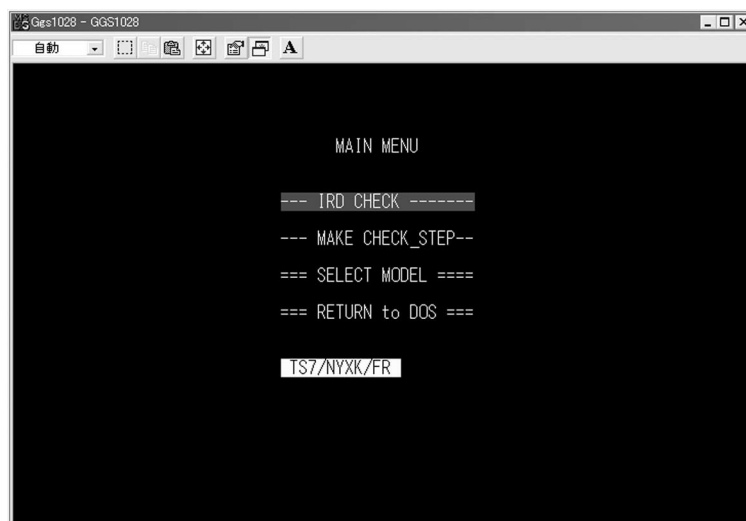 Ggs1028 - GGS1028
自動
A
MAIN MENU
--- IRD CHECK -------
--- MAKE CHECK_STEP--
=== SELECT MODEL ====
=== RETURN to DOS ===
TS7/NYXK/FR